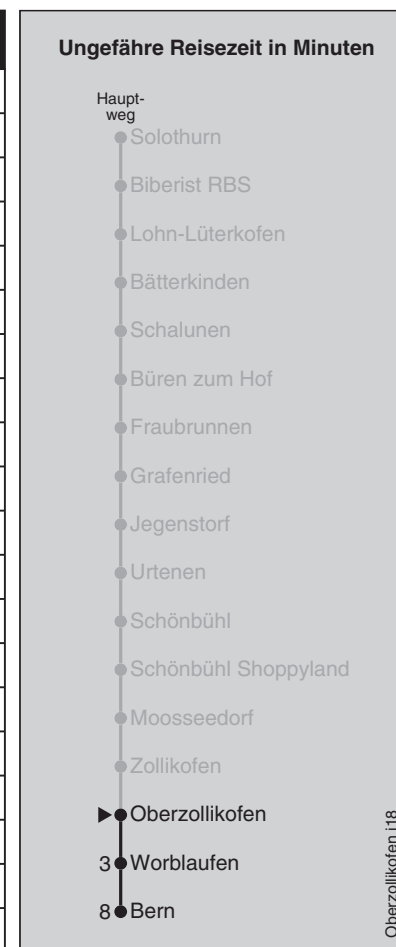 Ungefähre Reisezeit in Minuten
Haupt-
weg
Solothurn
Biberist RBS
Lohn-Lüterkofen
Bätterkinden
Schalunen
Büren zum Hof
Fraubrunnen
Grafenried
Jegenstorf
Urtenen
Schönbühl
Schönbühl Shoppyland
Moosseedorf
Zollikofen
Oberzollikofen
3 Worblaufen
8 Bern
Oberzollikofen i18